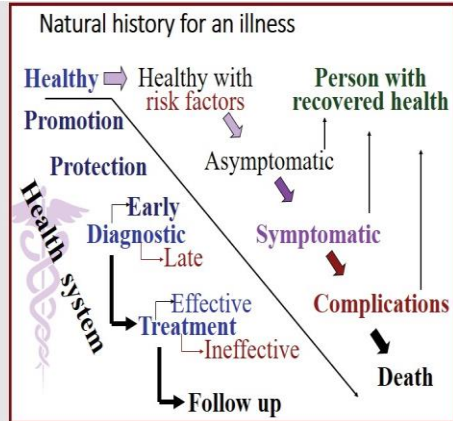 Natural history for an illness
Healthy
Healthy with
risk factors
Person with
recovered health
Promotion
Protection
Asymptomatic
Health system
Early
Diagnostic
Late
Symptomatic
Effective
Treatment
Ineffective
Complications
Death
Follow up